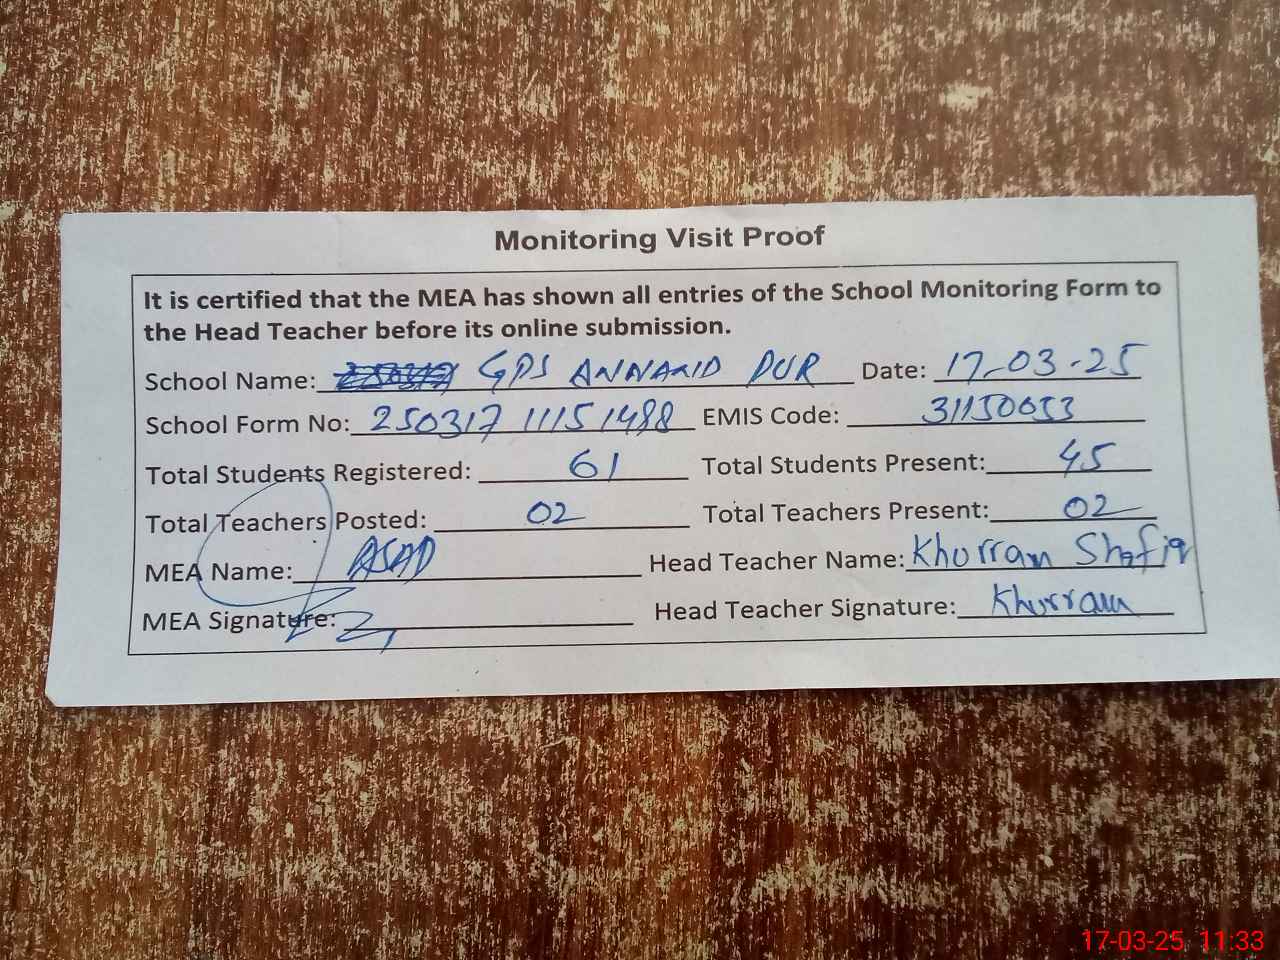 Monitoring Visit Proof
It is certified that the MEA has shown all entries of the School Monitoring Form to
the Head Teacher before its online submission.
School Name: GPS ANNAKID PUR Date: 17-03-25
School Form No: 250317 11151488 EMIS Code: 31150053
Total Students Registered: 61 Total Students Present: 45
Total Teachers Posted: 02 Total Teachers Present: 02
MEA Name: ASAD Head Teacher Name: Khurram Shafiq
MEA Signature: Head Teacher Signature: Khurram
17-03-25 11:33